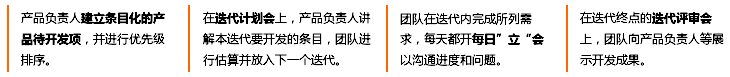 产品负责人建立条目化的产
品待开发项，并进行优先级
排序。
在迭代计划会上，产品负责人讲
解本迭代要开发的条目，团队进
行估算并放入下一个迭代。
团队在迭代内完成所列需
求，每天都开每日”立“会
以沟通进度和问题。
在迭代终点的迭代评审会
上，团队向产品负责人等展
示开发成果。